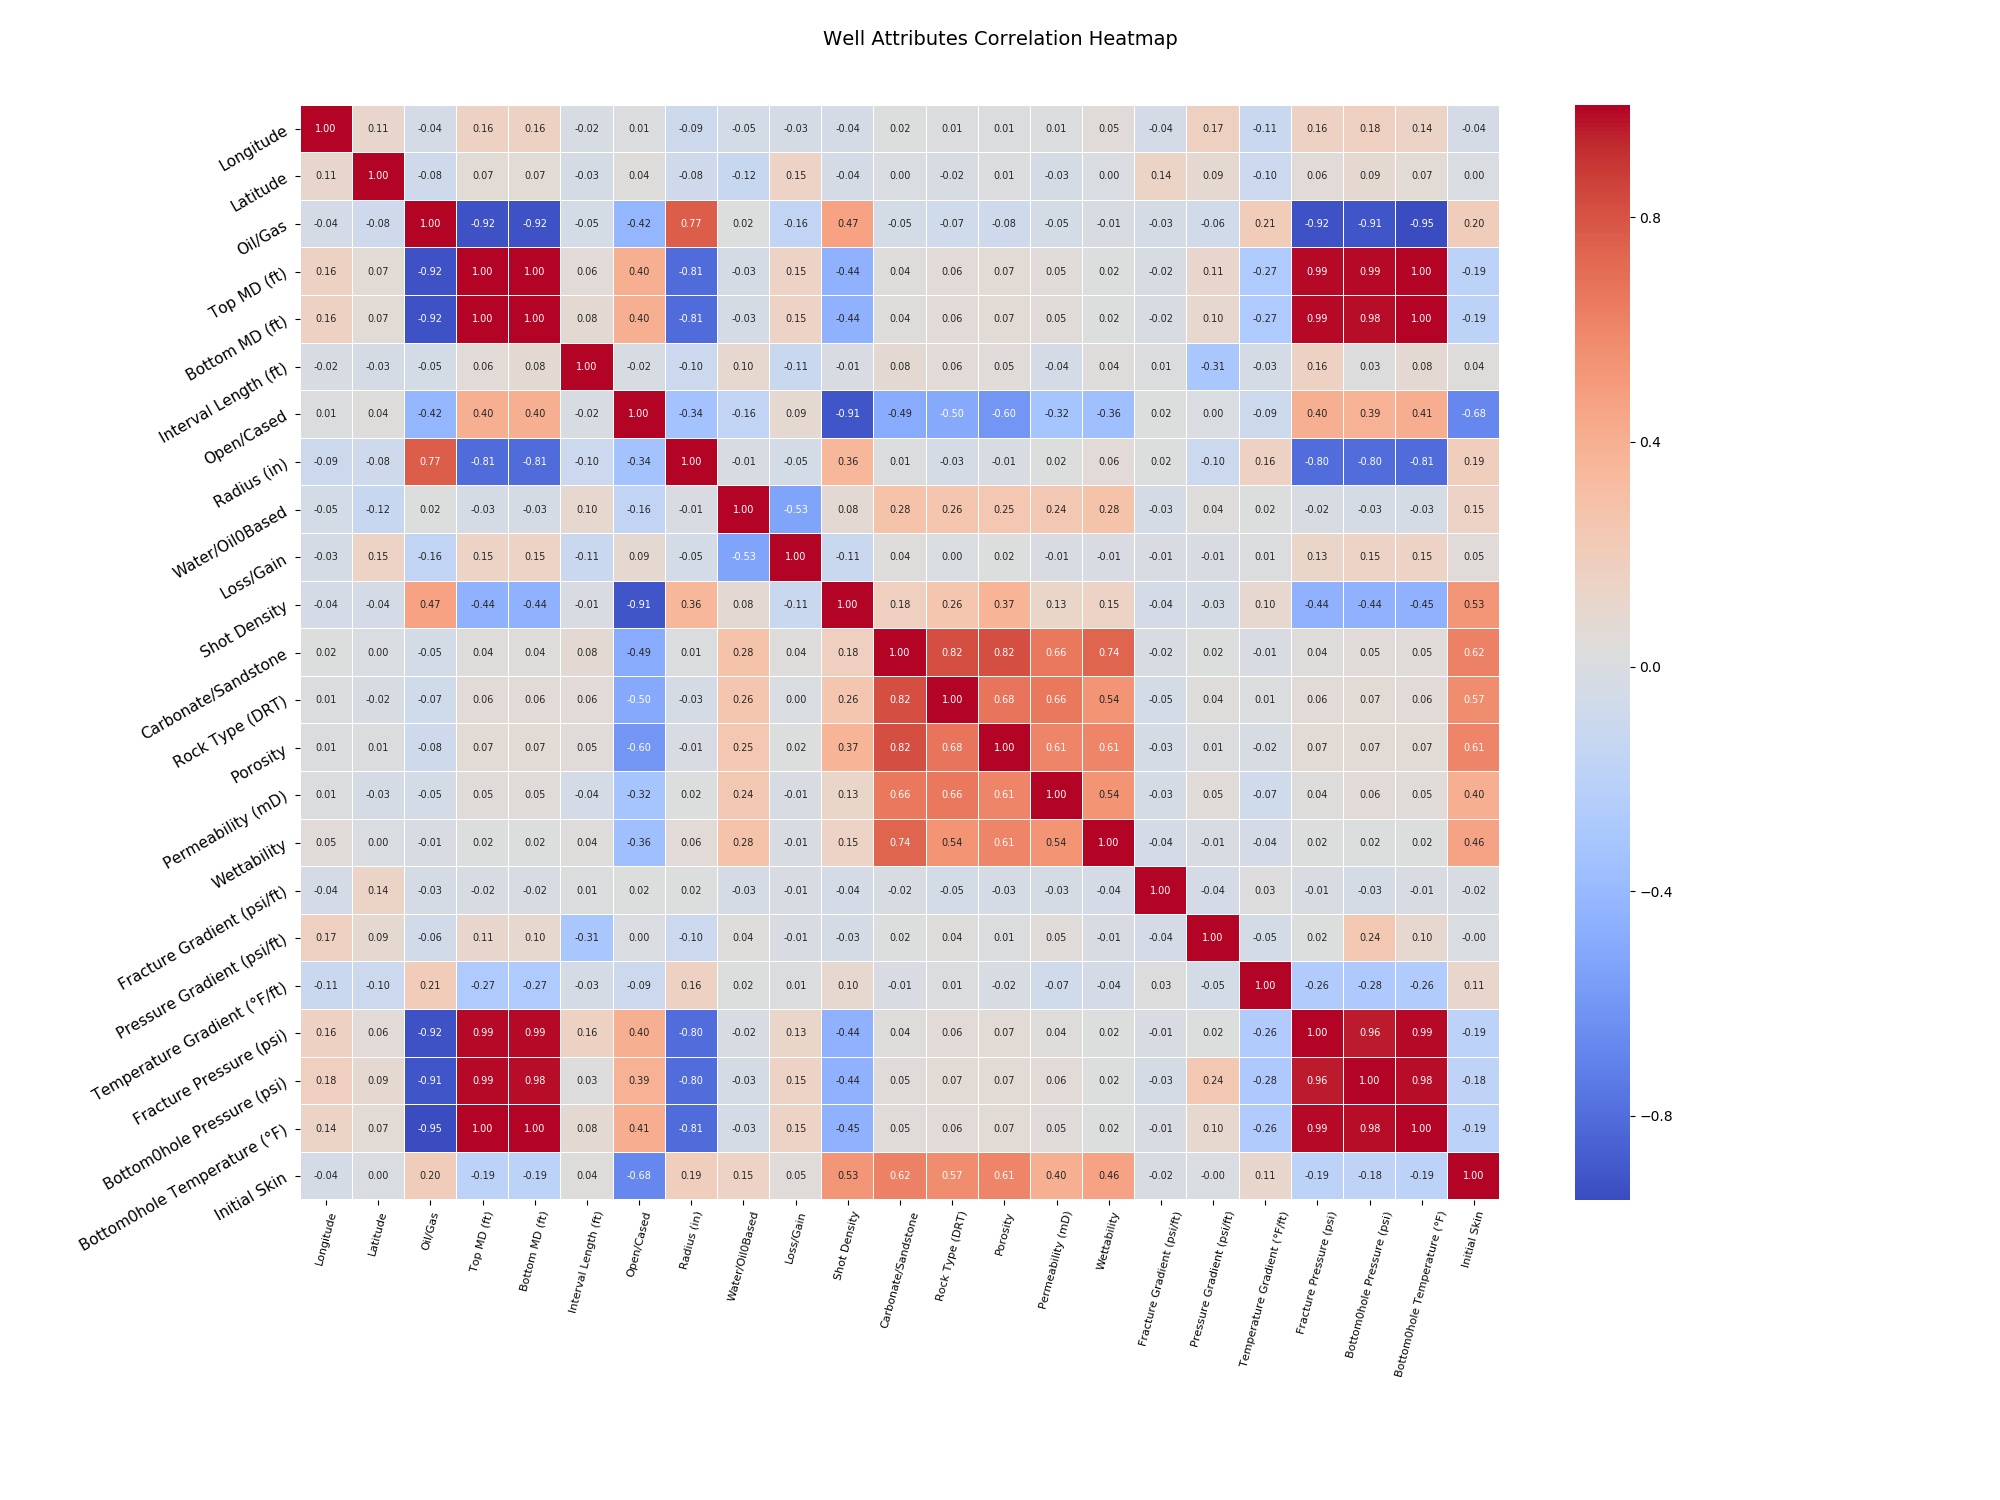 Well Attributes Correlation Heatmap
Longitude 1.00 0.11 -0.04 0.16 0.16 -0.02 0.01 -0.09 -0.05 -0.03 -0.04 0.02 0.01 0.01 0.01 0.05 -0.04 0.17 -0.11 0.16 0.18 0.14 -0.04
Latitude 0.11 1.00 -0.08 0.07 0.07 -0.03 0.04 -0.08 -0.12 0.15 -0.04 0.00 -0.02 0.01 -0.03 0.00 0.14 0.09 -0.10 0.06 0.09 0.07 0.00
Oil/Gas -0.04 -0.08 1.00 -0.92 -0.92 -0.05 -0.42 0.77 0.02 -0.16 0.47 -0.05 -0.07 -0.08 -0.05 -0.01 -0.03 -0.06 0.21 -0.92 -0.91 -0.95 0.20
Top MD (ft) 0.16 0.07 -0.92 1.00 1.00 0.06 0.40 -0.81 -0.03 0.15 -0.44 0.04 0.06 0.07 0.05 0.02 -0.02 0.11 -0.27 0.99 0.99 1.00 -0.19
Bottom MD (ft) 0.16 0.07 -0.92 1.00 1.00 0.08 0.40 -0.81 -0.03 0.15 -0.44 0.04 0.06 0.07 0.05 0.02 -0.02 0.10 -0.27 0.99 0.98 1.00 -0.19
Interval Length (ft) -0.02 -0.03 -0.05 0.06 0.08 1.00 -0.02 -0.10 0.10 -0.11 -0.01 0.08 0.06 0.05 -0.04 0.04 0.01 -0.31 -0.03 0.16 0.03 0.08 0.04
Open/Cased 0.01 0.04 -0.42 0.40 0.40 -0.02 1.00 -0.34 -0.16 0.09 -0.91 -0.49 -0.50 -0.60 -0.32 -0.36 0.02 0.00 -0.09 0.40 0.39 0.41 -0.68
Radius (in) -0.09 -0.08 0.77 -0.81 -0.81 -0.10 -0.34 1.00 -0.01 -0.05 0.36 0.01 -0.03 -0.01 0.02 0.06 0.02 -0.10 0.16 -0.80 -0.80 -0.81 0.19
Water/Oil0Based -0.05 -0.12 0.02 -0.03 -0.03 0.10 -0.16 -0.01 1.00 -0.53 0.08 0.28 0.26 0.25 0.24 0.28 -0.03 0.04 0.02 -0.02 -0.03 -0.03 0.15
Loss/Gain -0.03 0.15 -0.16 0.15 0.15 -0.11 0.09 -0.05 -0.53 1.00 -0.11 0.04 0.00 0.02 -0.01 -0.01 -0.01 -0.01 0.01 0.13 0.15 0.15 0.05
Shot Density -0.04 -0.04 0.47 -0.44 -0.44 -0.01 -0.91 0.36 0.08 -0.11 1.00 0.18 0.26 0.37 0.13 0.15 -0.04 -0.03 0.10 -0.44 -0.44 -0.45 0.53
Carbonate/Sandstone 0.02 0.00 -0.05 0.04 0.04 0.08 -0.49 0.01 0.28 0.04 0.18 1.00 0.82 0.82 0.66 0.74 -0.02 0.02 -0.01 0.04 0.05 0.05 0.62
Rock Type (DRT) 0.01 -0.02 -0.07 0.06 0.06 0.06 -0.50 -0.03 0.26 0.00 0.26 0.82 1.00 0.68 0.66 0.54 -0.05 0.04 0.01 0.06 0.07 0.06 0.57
Porosity 0.01 0.01 -0.08 0.07 0.07 0.05 -0.60 -0.01 0.25 0.02 0.37 0.82 0.68 1.00 0.61 0.61 -0.03 0.01 -0.02 0.07 0.07 0.07 0.61
Permeability (mD) 0.01 -0.03 -0.05 0.05 0.05 -0.04 -0.32 0.02 0.24 -0.01 0.13 0.66 0.66 0.61 1.00 0.54 -0.03 0.05 -0.07 0.04 0.06 0.05 0.40
Wettability 0.05 0.00 -0.01 0.02 0.02 0.04 -0.36 0.06 0.28 -0.01 0.15 0.74 0.54 0.61 0.54 1.00 -0.04 -0.01 -0.04 0.02 0.02 0.02 0.46
Fracture Gradient (psi/ft) -0.04 0.14 -0.03 -0.02 -0.02 0.01 0.02 0.02 -0.03 -0.01 -0.04 -0.02 -0.05 -0.03 -0.03 -0.04 1.00 -0.04 0.03 -0.01 -0.03 -0.01 -0.02
Pressure Gradient (psi/ft) 0.17 0.09 -0.06 0.11 0.10 -0.31 0.00 -0.10 0.04 -0.01 -0.03 0.02 0.04 0.01 0.05 -0.01 -0.04 1.00 -0.05 0.02 0.24 0.10 -0.00
Temperature Gradient (°F/ft) -0.11 -0.10 0.21 -0.27 -0.27 -0.03 -0.09 0.16 0.02 0.01 0.10 -0.01 0.01 -0.02 -0.07 -0.04 0.03 -0.05 1.00 -0.26 -0.28 -0.26 0.11
Fracture Pressure (psi) 0.16 0.06 -0.92 0.99 0.99 0.16 0.40 -0.80 -0.02 0.13 -0.44 0.04 0.06 0.07 0.04 0.02 -0.01 0.02 -0.26 1.00 0.96 0.99 -0.19
Bottom0hole Pressure (psi) 0.18 0.09 -0.91 0.99 0.98 0.03 0.39 -0.80 -0.03 0.15 -0.44 0.05 0.07 0.07 0.06 0.02 -0.03 0.24 -0.28 0.96 1.00 0.98 -0.18
Bottom0hole Temperature (°F) 0.14 0.07 -0.95 1.00 1.00 0.08 0.41 -0.81 -0.03 0.15 -0.45 0.05 0.06 0.07 0.05 0.02 -0.01 0.10 -0.26 0.99 0.98 1.00 -0.19
Initial Skin -0.04 0.00 0.20 -0.19 -0.19 0.04 -0.68 0.19 0.15 0.05 0.53 0.62 0.57 0.61 0.40 0.46 -0.02 -0.00 0.11 -0.19 -0.18 -0.19 1.00
Longitude
Latitude
Oil/Gas
Top MD (ft)
Bottom MD (ft)
Interval Length (ft)
Open/Cased
Radius (in)
Water/Oil0Based
Loss/Gain
Shot Density
Carbonate/Sandstone
Rock Type (DRT)
Porosity
Permeability (mD)
Wettability
Fracture Gradient (psi/ft)
Pressure Gradient (psi/ft)
Temperature Gradient (°F/ft)
Fracture Pressure (psi)
Bottom0hole Pressure (psi)
Bottom0hole Temperature (°F)
Initial Skin
0.8
0.4
0.0
−0.4
−0.8